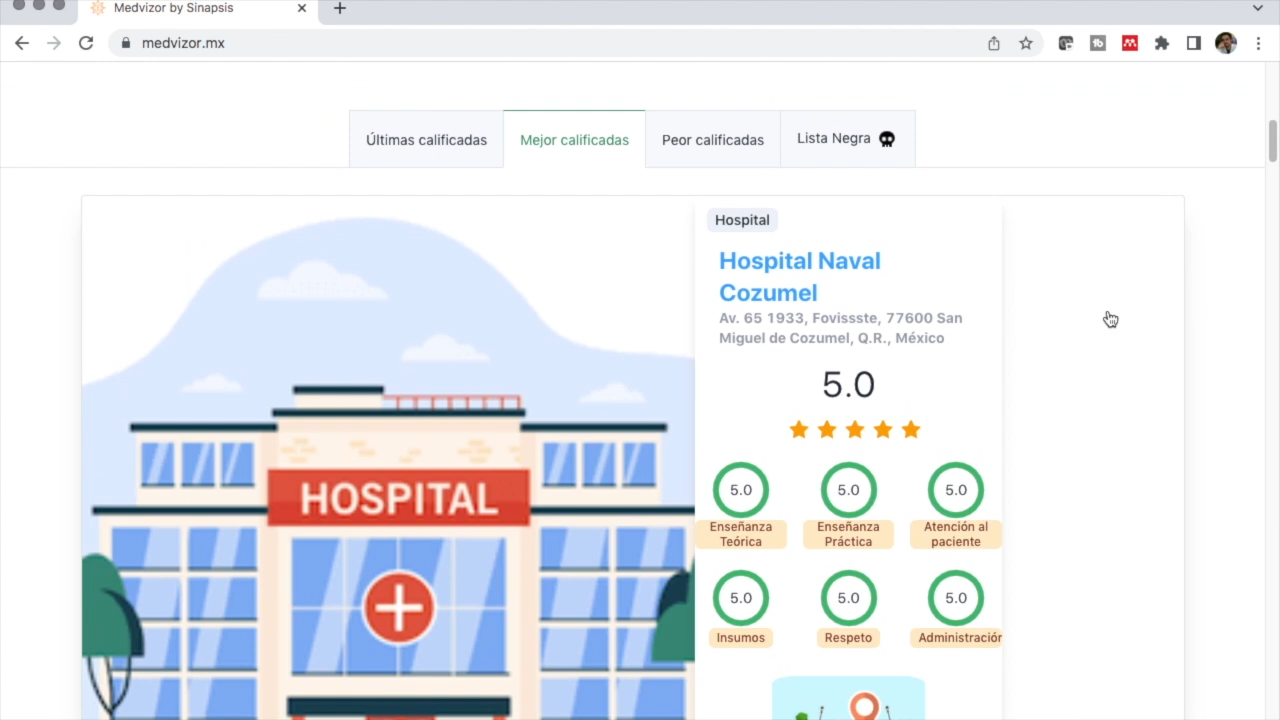 Medvizor by Sinapsis
medvizor.mx
Últimas calificadas
Mejor calificadas
Peor calificadas
Lista Negra
Hospital
Hospital Naval
Cozumel
Av. 65 1933, Fovissste, 77600 San
Miguel de Cozumel, Q.R., México
5.0
HOSPITAL
5.0 5.0 5.0
Enseñanza Teórica
Enseñanza Práctica
Atención al paciente
5.0 5.0 5.0
Insumos Respeto Administración